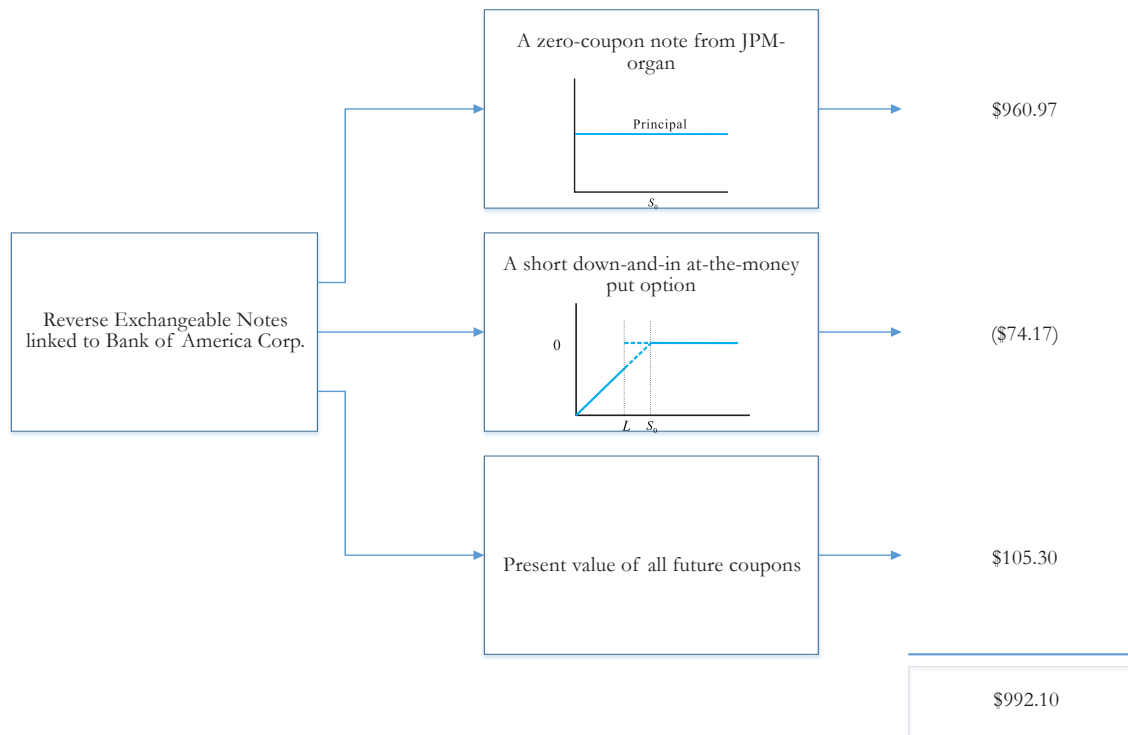 A zero-coupon note from JPM-
organ
Principal
S₀
$960.97
Reverse Exchangeable Notes
linked to Bank of America Corp.
A short down-and-in at-the-money
put option
0
L S₀
($74.17)
Present value of all future coupons
$105.30
$992.10